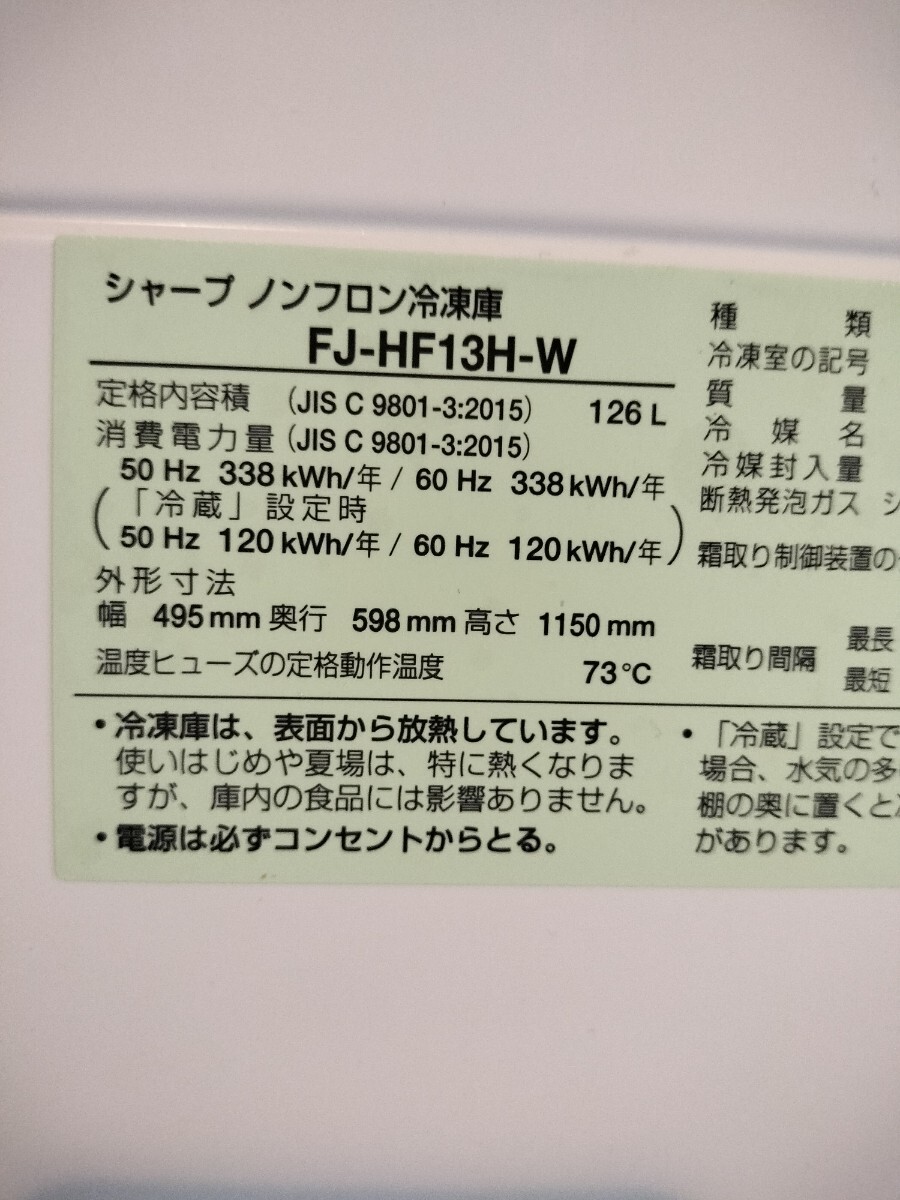 シャープ ノンフロン冷凍庫
FJ-HF13H-W
定格内容積 (JIS C 9801-3:2015) 126 L
消費電力量 (JIS C 9801-3:2015)
50 Hz 338 kWh/年 / 60 Hz 338 kWh/年
(「冷蔵」設定時
50 Hz 120 kWh/年 / 60 Hz 120 kWh/年)
外形寸法
幅 495 mm 奥行 598 mm 高さ 1150 mm
温度ヒューズの定格動作温度 73℃
・冷凍庫は、表面から放熱しています。
使いはじめや夏場は、特に熱くなりま
すが、庫内の食品には影響ありません。
・電源は必ずコンセントからとる。
種類
冷凍室の記号
質量
冷媒名
冷媒封入量
断熱発泡ガス シ
霜取り制御装置の
霜取り間隔 最長
最短
・「冷蔵」設定で
場合、水気の多
棚の奥に置くと
があります。